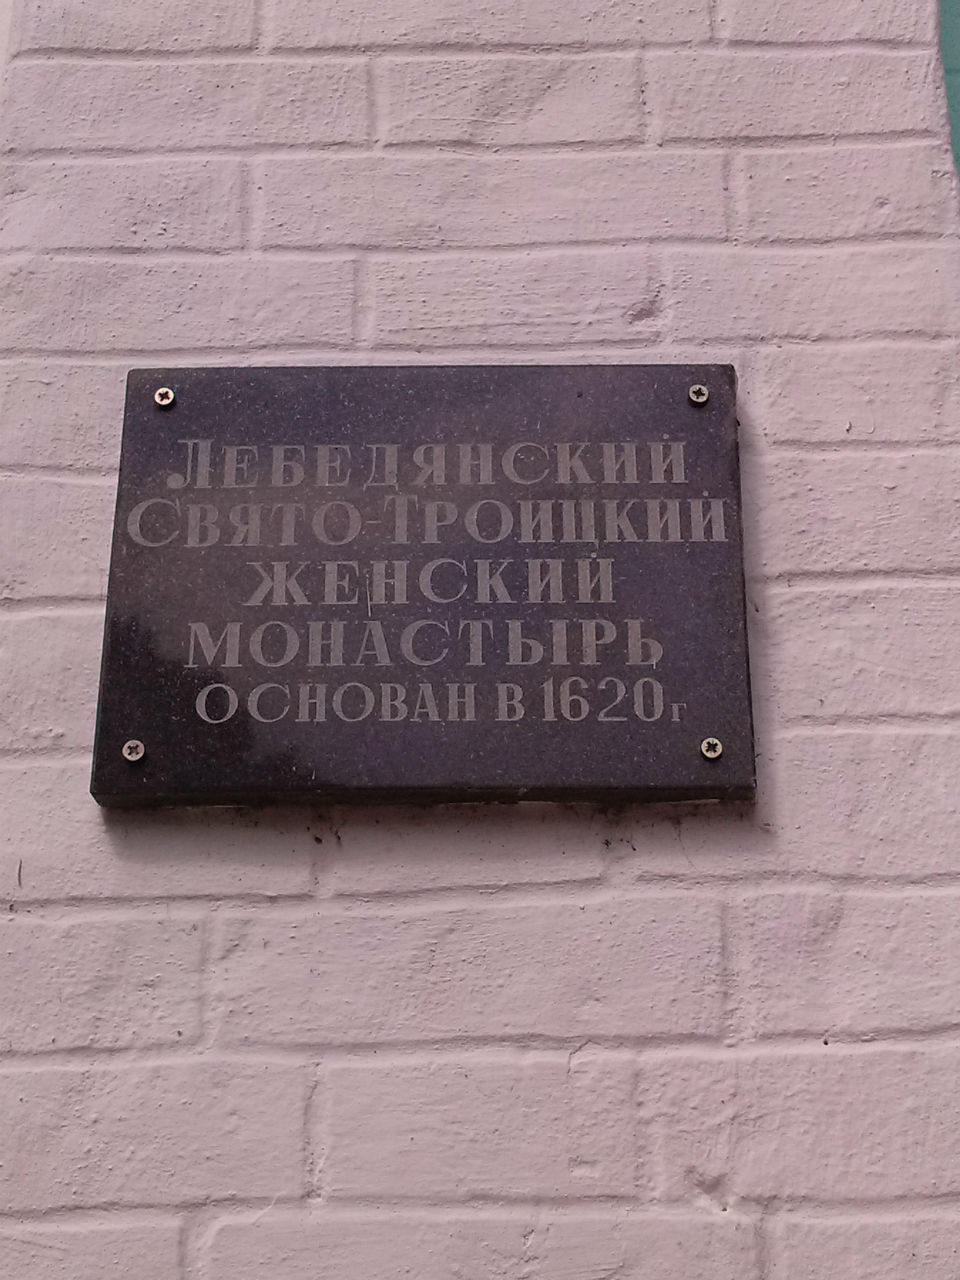 Лебедянский
Свято-Троицкий
женский
монастырь
основан в 1620г